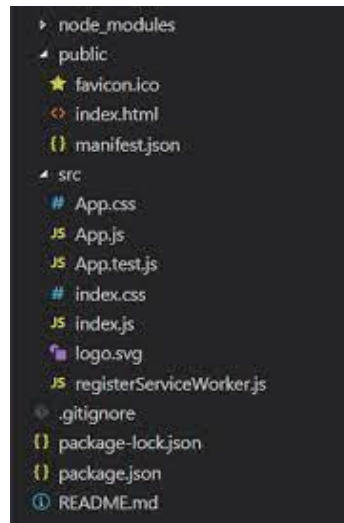 node_modules
public
favicon.ico
index.html
manifest.json
src
App.css
App.js
App.test.js
index.css
index.js
logo.svg
registerServiceWorker.js
.gitignore
package-lock.json
package.json
README.md